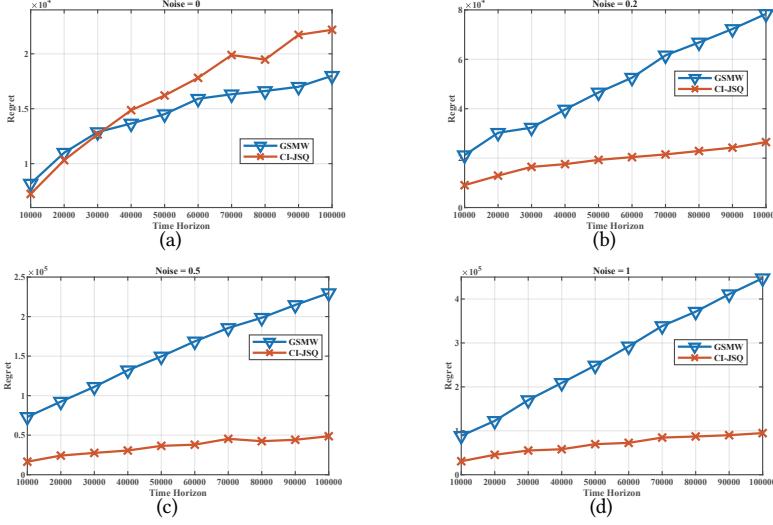 ×10⁴
Noise = 0
2
1.5
1
Regret
GSMW
CI-JSQ
10000 20000 30000 40000 50000 60000 70000 80000 90000 100000
Time Horizon
(a)
×10⁴
Noise = 0.2
8
6
4
2
0
Regret
GSMW
CI-JSQ
10000 20000 30000 40000 50000 60000 70000 80000 90000 100000
Time Horizon
(b)
×10⁵
Noise = 0.5
2.5
2
1.5
1
0.5
0
Regret
GSMW
CI-JSQ
10000 20000 30000 40000 50000 60000 70000 80000 90000 100000
Time Horizon
(c)
×10⁵
Noise = 1
4
3
2
1
0
Regret
GSMW
CI-JSQ
10000 20000 30000 40000 50000 60000 70000 80000 90000 100000
Time Horizon
(d)